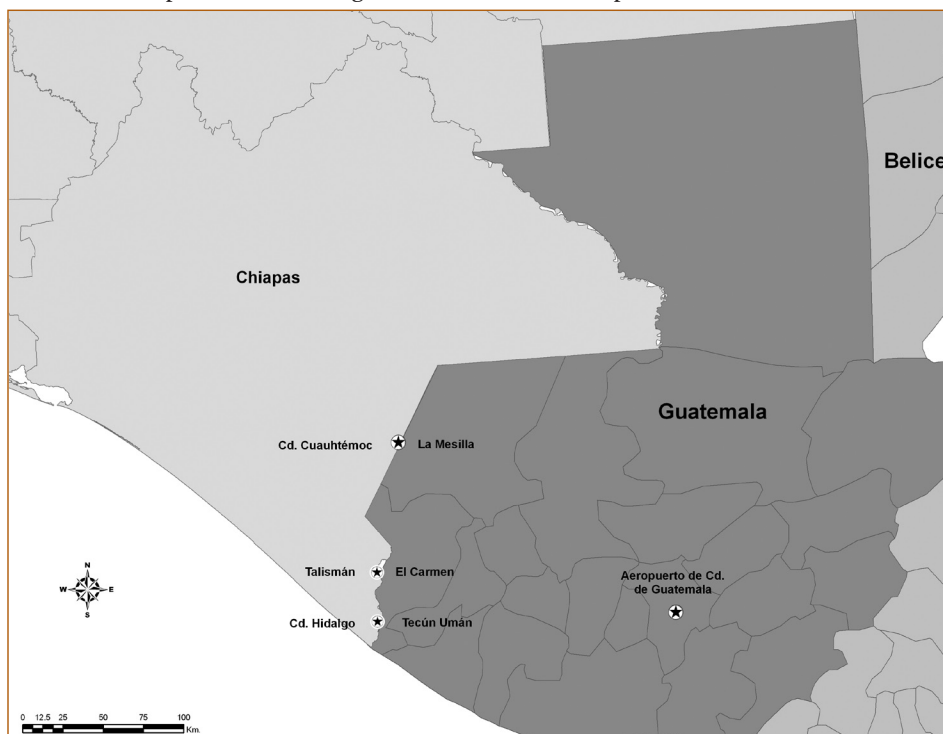 Belice
Chiapas
Guatemala
Cd. Cuauhtémoc
La Mesilla
Talismán
El Carmen
Aeropuerto de Cd.
de Guatemala
Cd. Hidalgo
Tecún Umán
N
W E
S
0 12.5 25 50 75 100
Km.